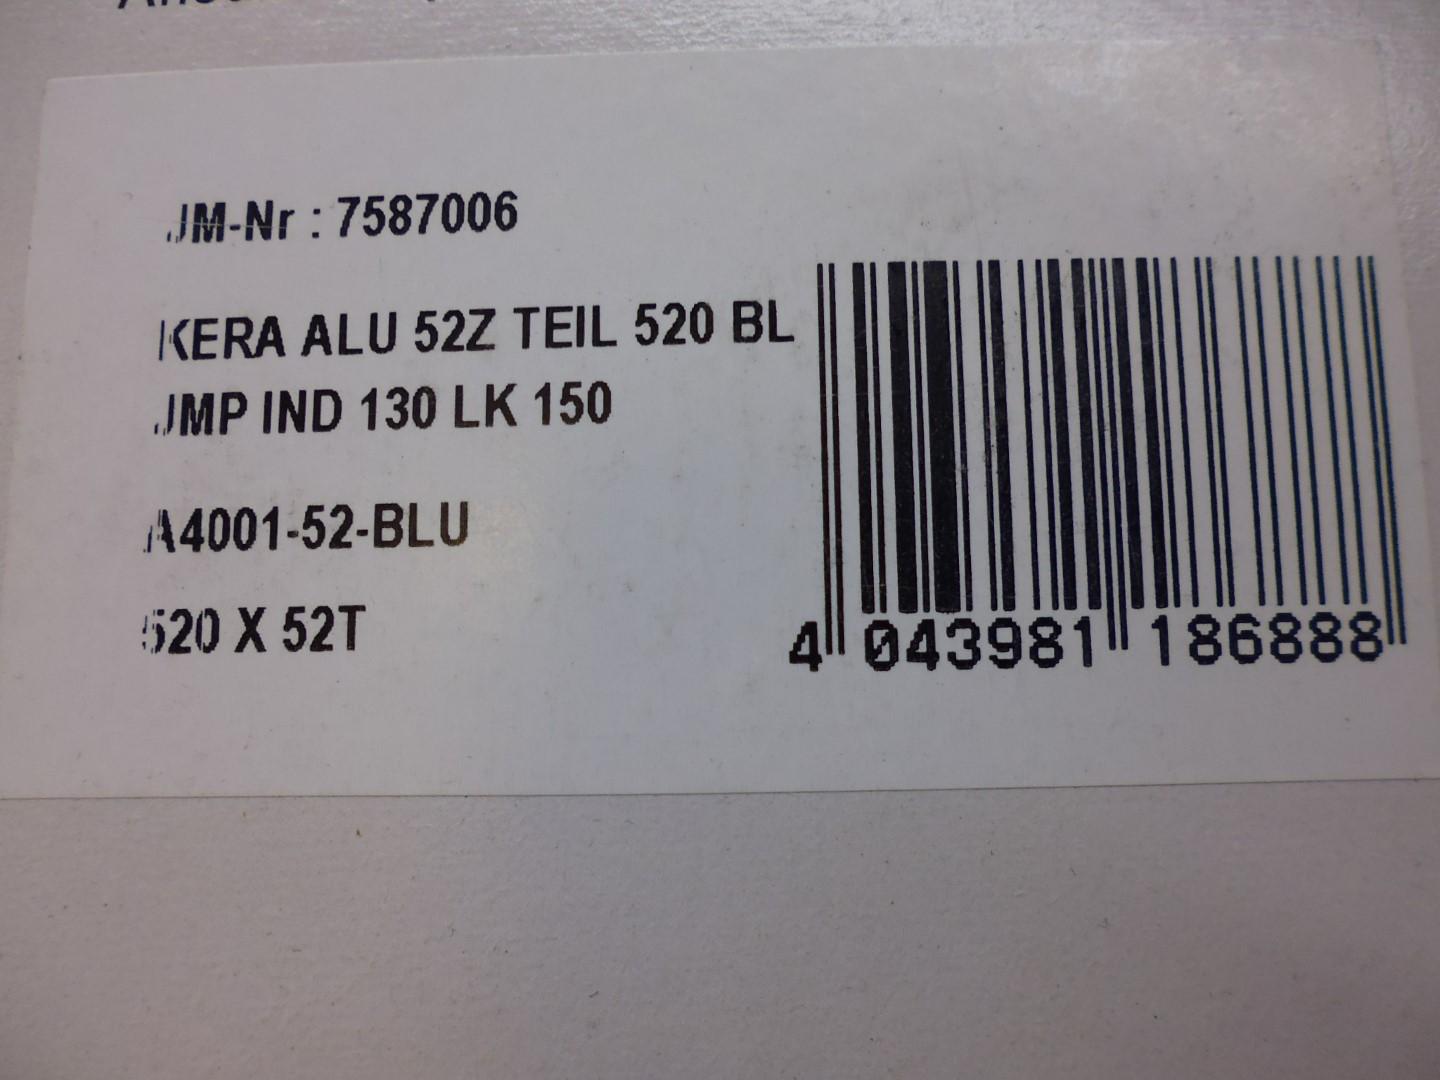 JM-Nr : 7587006
KERA ALU 52Z TEIL 520 BL
JMP IND 130 LK 150
A4001-52-BLU
520 X 52T
4 043981 186888